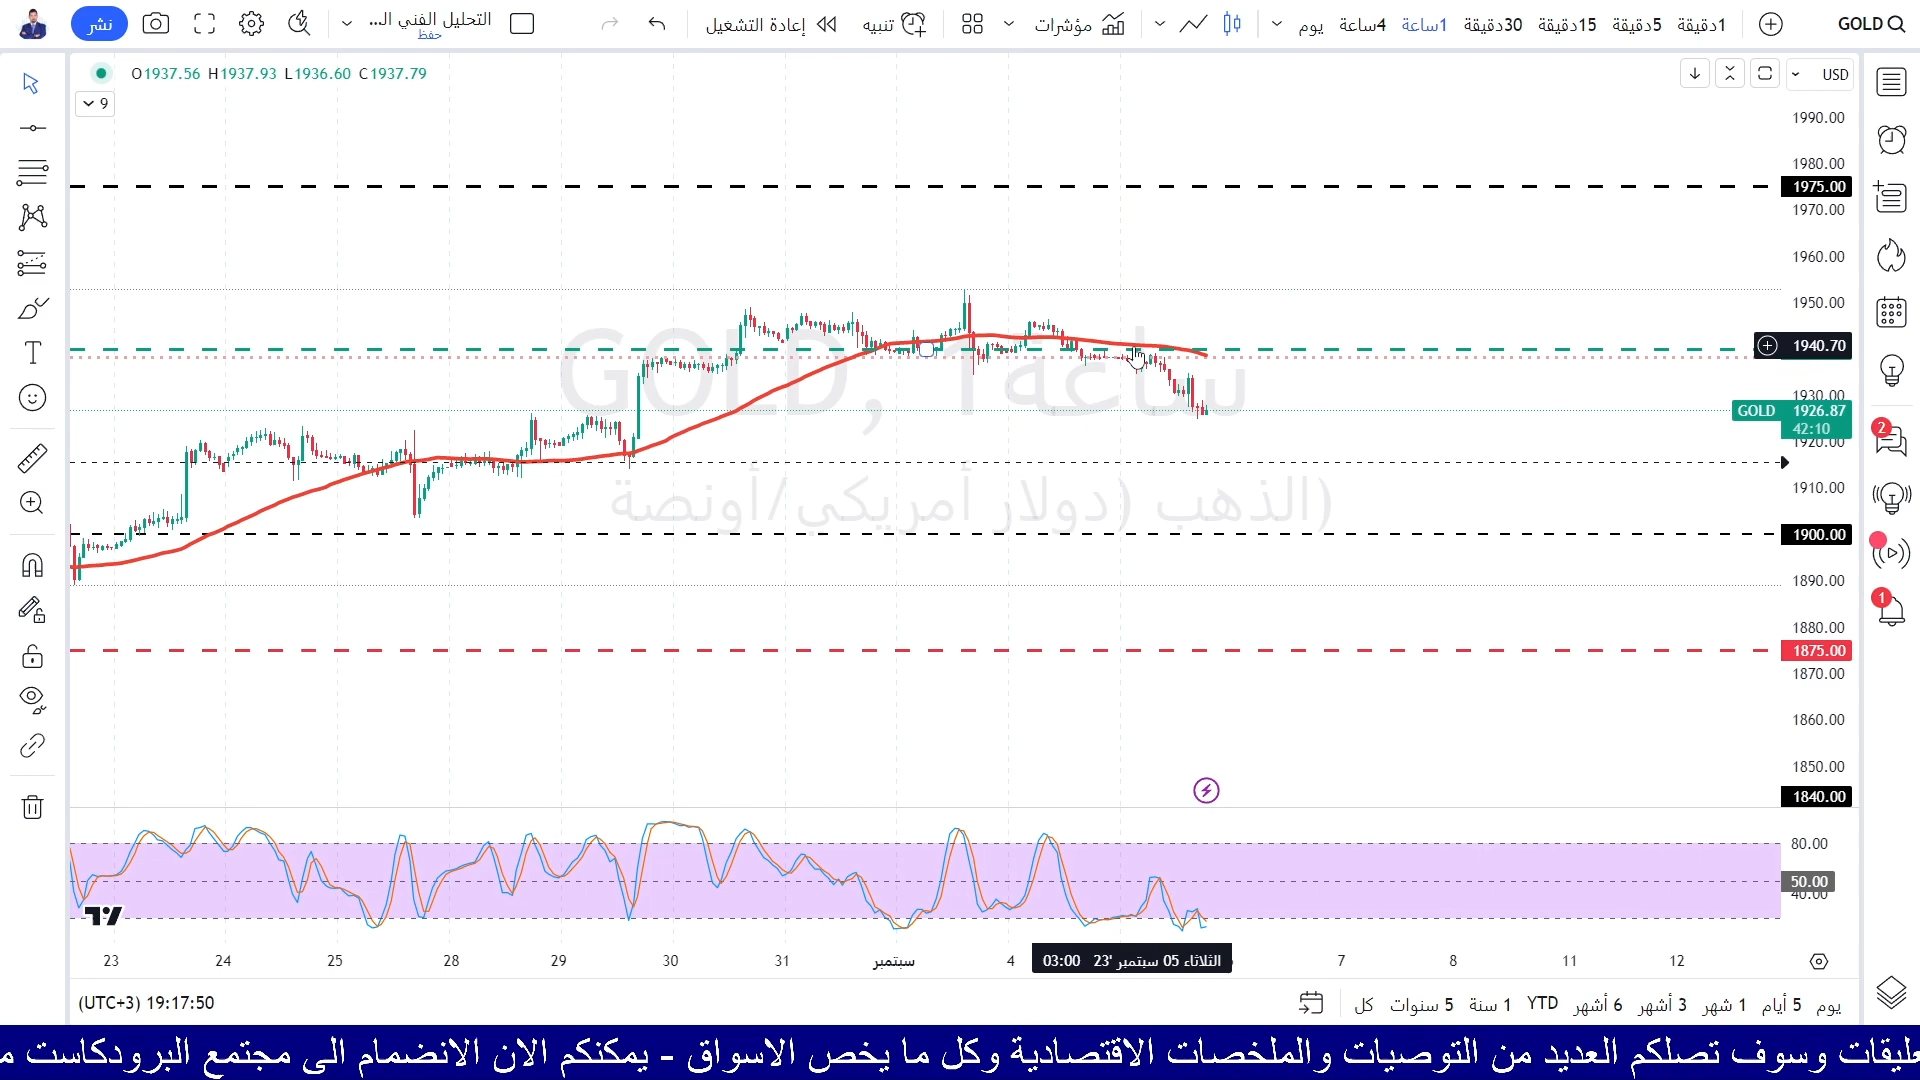 نشر
التحليل الفني الـ...
حفظ
إعادة التشغيل
تنبيه
مؤشرات
يوم
4ساعة
1ساعة
30دقيقة
15دقيقة
5دقيقة
1دقيقة
GOLD
O1937.56 H1937.93 L1936.60 C1937.79
9
USD
1990.00
1980.00
1975.00
1970.00
1960.00
1950.00
1940.70
1930.00
GOLD 1926.87
42:10
1920.00
1910.00
1900.00
1890.00
1880.00
1875.00
1870.00
1860.00
1850.00
1840.00
GOLD, 1ساعة
(الذهب (دولار أمريكي/أونصة
80.00
50.00
40.00
2
1
23 24 25 28 29 30 31 سبتمبر 4 7 8 11 12
الثلاثاء 05 سبتمبر '23 03:00
19:17:50 (UTC+3)
يوم 5 أيام 1 شهر 3 أشهر 6 أشهر YTD 1 سنة 5 سنوات كل
عليقات وسوف تصلكم العديد من التوصيات والملخصات الاقتصادية وكل ما يخص الاسواق - يمكنكم الان الانضمام الى مجتمع البرودكاست م